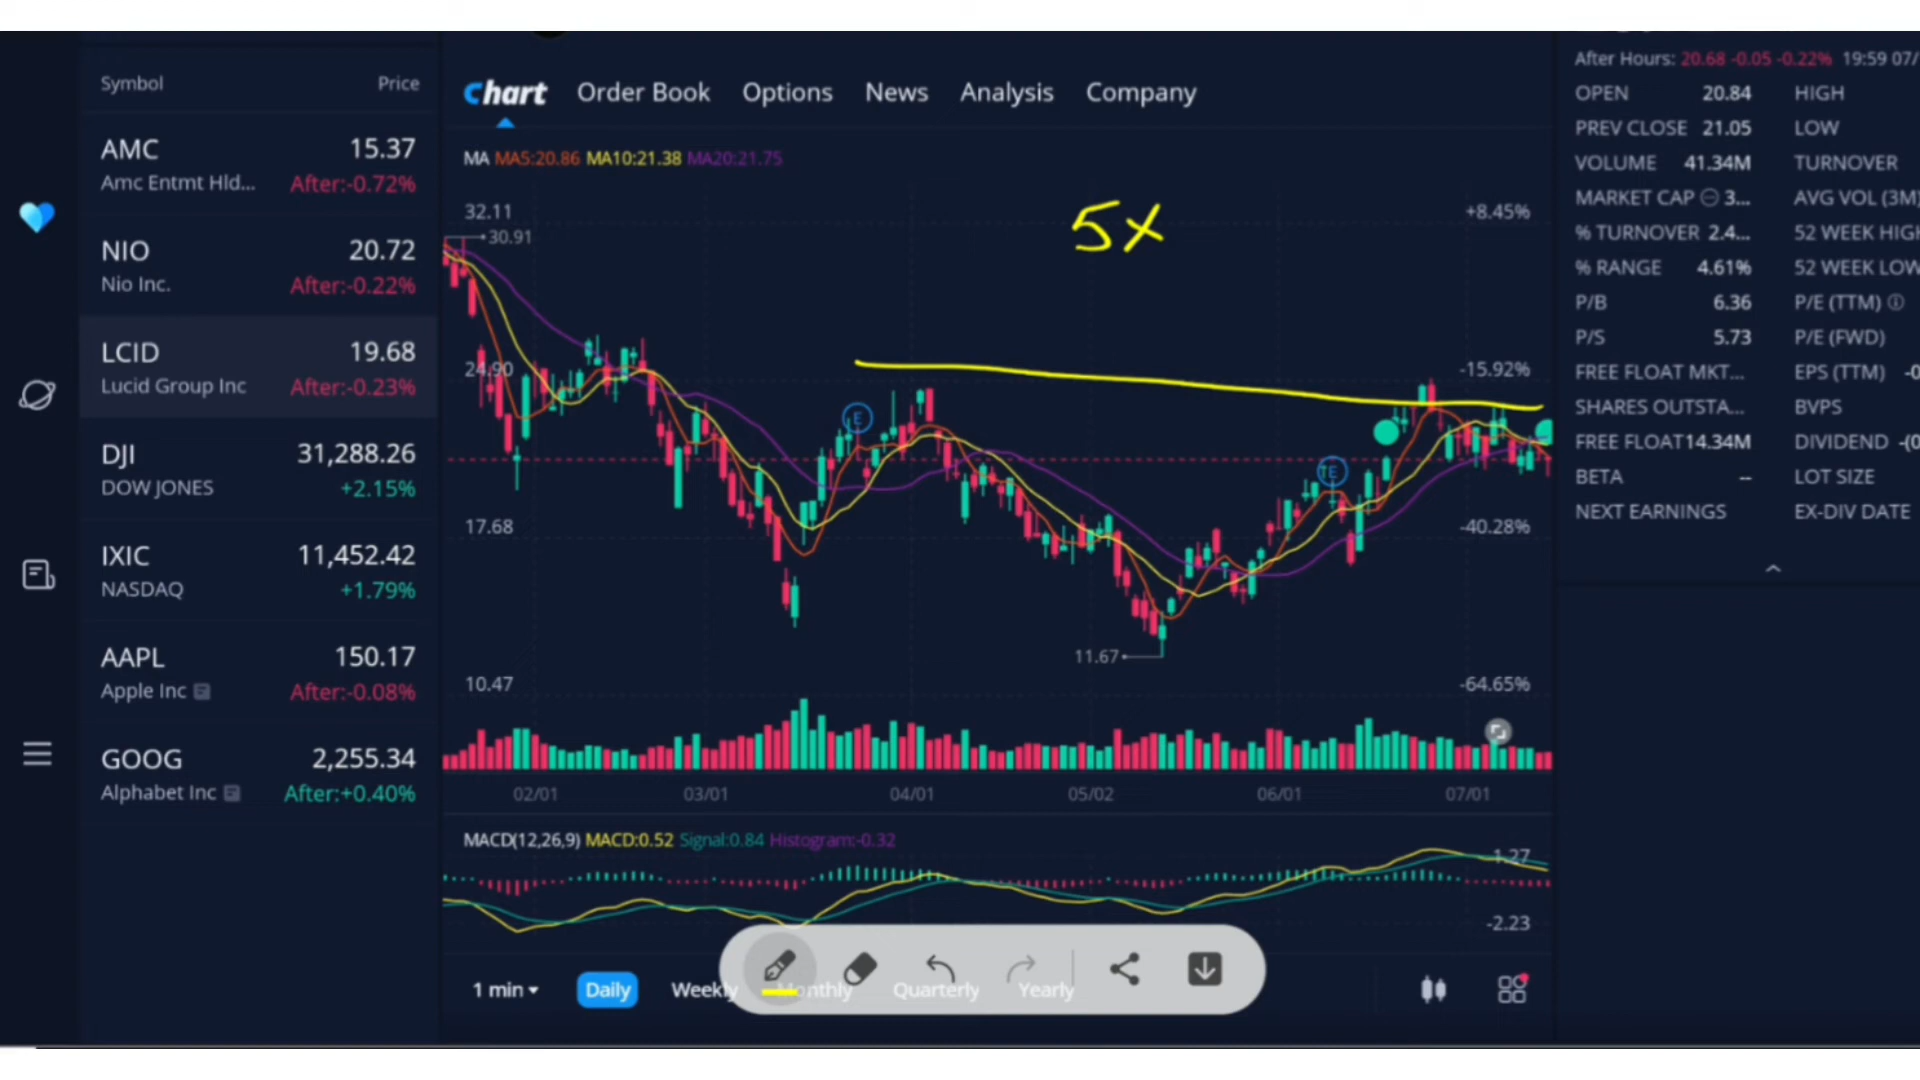 Symbol Price
AMC 15.37
Amc Entmt Hld... After:-0.72%
NIO 20.72
Nio Inc. After:-0.22%
LCID 19.68
Lucid Group Inc After:-0.23%
DJI 31,288.26
DOW JONES +2.15%
IXIC 11,452.42
NASDAQ +1.79%
AAPL 150.17
Apple Inc After:-0.08%
GOOG 2,255.34
Alphabet Inc After:+0.40%
Chart Order Book Options News Analysis Company
MA MA5:20.86 MA10:21.38 MA20:21.75
5x
32.11 +8.45%
30.91
24.90 -15.92%
E
E
17.68 -40.28%
11.67
10.47 -64.65%
02/01 03/01 04/01 05/02 06/01 07/01
MACD(12,26,9) MACD:0.52 Signal:0.84 Histogram:-0.32
1.27
-2.23
1 min Daily Weekly Monthly Quarterly Yearly
After Hours: 20.68 -0.05 -0.22% 19:59 07/
OPEN 20.84 HIGH
PREV CLOSE 21.05 LOW
VOLUME 41.34M TURNOVER
MARKET CAP 3... AVG VOL (3M)
% TURNOVER 2.4... 52 WEEK HIGH
% RANGE 4.61% 52 WEEK LOW
P/B 6.36 P/E (TTM)
P/S 5.73 P/E (FWD)
FREE FLOAT MKT... EPS (TTM) -0
SHARES OUTSTA... BVPS
FREE FLOAT 14.34M DIVIDEND -(0
BETA -- LOT SIZE
NEXT EARNINGS EX-DIV DATE